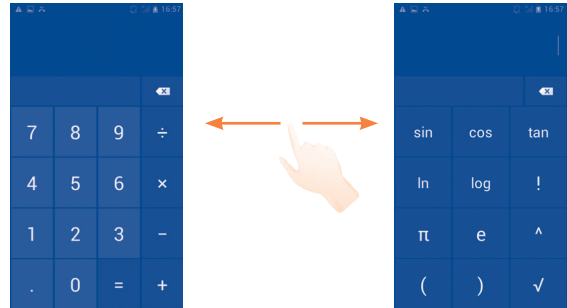 16:57
7 8 9 ÷
4 5 6 ×
1 2 3 −
. 0 = +
16:57
sin cos tan
ln log !
π e ^
( ) √